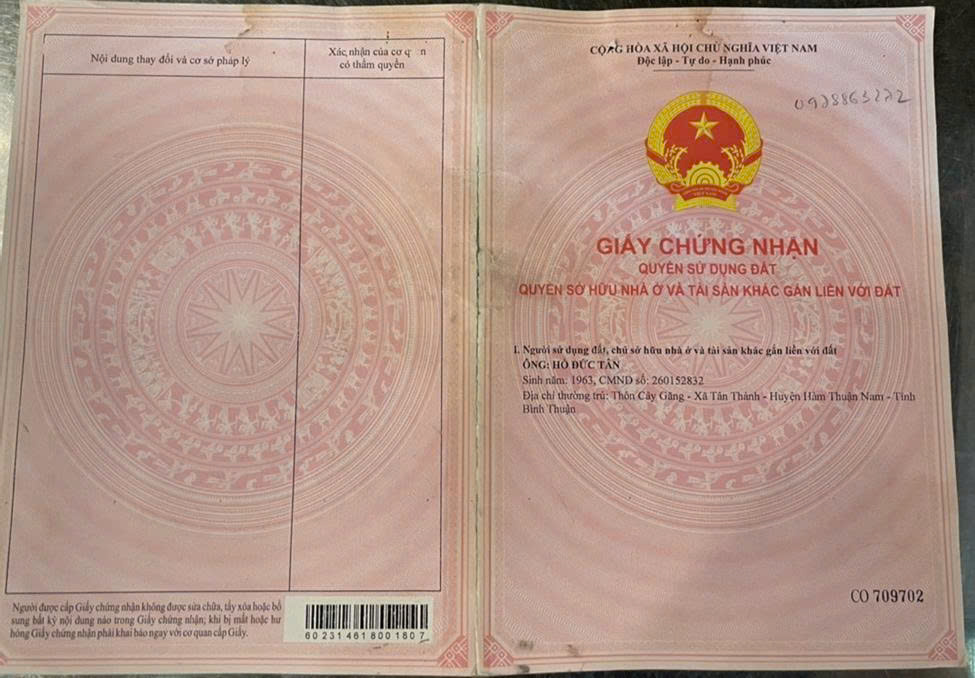 Nội dung thay đổi và cơ sở pháp lý
Xác nhận của cơ q n
có thẩm quyền
Người được cấp Giấy chứng nhận không được sửa chữa, tẩy xóa hoặc bổ
sung bất kỳ nội dung nào trong Giấy chứng nhận; khi bị mất hoặc hư
hỏng Giấy chứng nhận phải khai báo ngay với cơ quan cấp Giấy.
60 231 461 800 180 7
CỘNG HÒA XÃ HỘI CHỦ NGHĨA VIỆT NAM
Độc lập - Tự do - Hạnh phúc
0978863272
GIẤY CHỨNG NHẬN
QUYỀN SỬ DỤNG ĐẤT
QUYỀN SỞ HỮU NHÀ Ở VÀ TÀI SẢN KHÁC GẮN LIỀN VỚI ĐẤT
I. Người sử dụng đất, chủ sở hữu nhà ở và tài sản khác gắn liền với đất
ÔNG: HỒ ĐỨC TÂN
Sinh năm: 1963, CMND số: 260152832
Địa chỉ thường trú: Thôn Cây Găng - Xã Tân Thành - Huyện Hàm Thuận Nam - Tỉnh
Bình Thuận
CO 709702